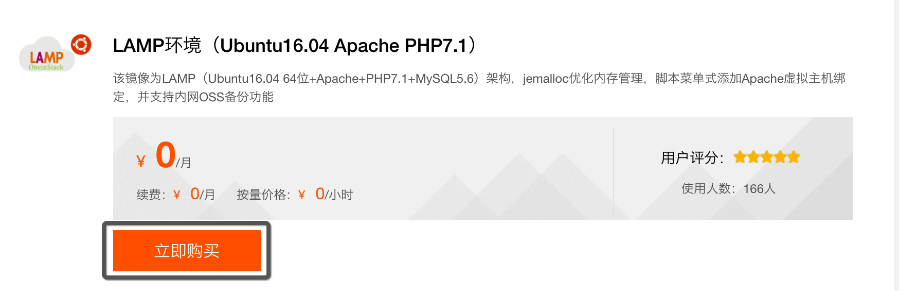 LAMP环境（Ubuntu16.04 Apache PHP7.1）
LAMP
OneinStack
该镜像为LAMP（Ubuntu16.04 64位+Apache+PHP7.1+MySQL5.6）架构，jemalloc优化内存管理，脚本菜单式添加Apache虚拟主机绑
定，并支持内网OSS备份功能
¥ 0/月
续费：¥ 0/月 按量价格：¥ 0/小时
用户评分：
使用人数：166人
立即购买